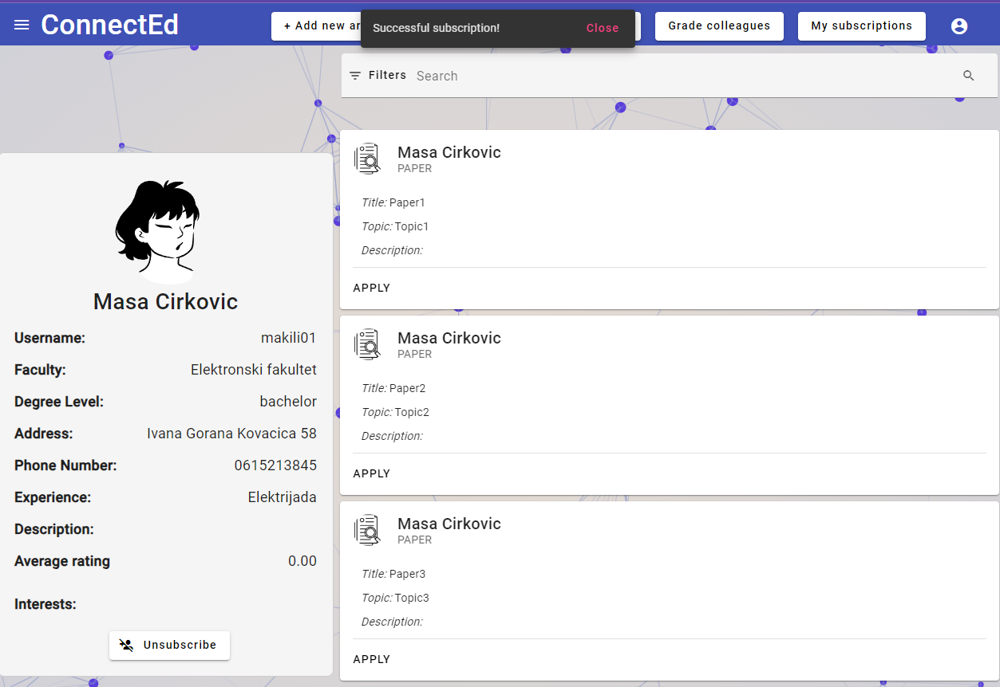 ConnectEd
+ Add new
Successful subscription!
Close
Grade colleagues
My subscriptions
Filters
Search
Masa Cirkovic
Username: makili01
Faculty: Elektronski fakultet
Degree Level: bachelor
Address: Ivana Gorana Kovacica 58
Phone Number: 0615213845
Experience: Elektrijada
Description:
Average rating 0.00
Interests:
Unsubscribe
Masa Cirkovic
PAPER
Title: Paper1
Topic: Topic1
Description:
APPLY
Masa Cirkovic
PAPER
Title: Paper2
Topic: Topic2
Description:
APPLY
Masa Cirkovic
PAPER
Title: Paper3
Topic: Topic3
Description:
APPLY